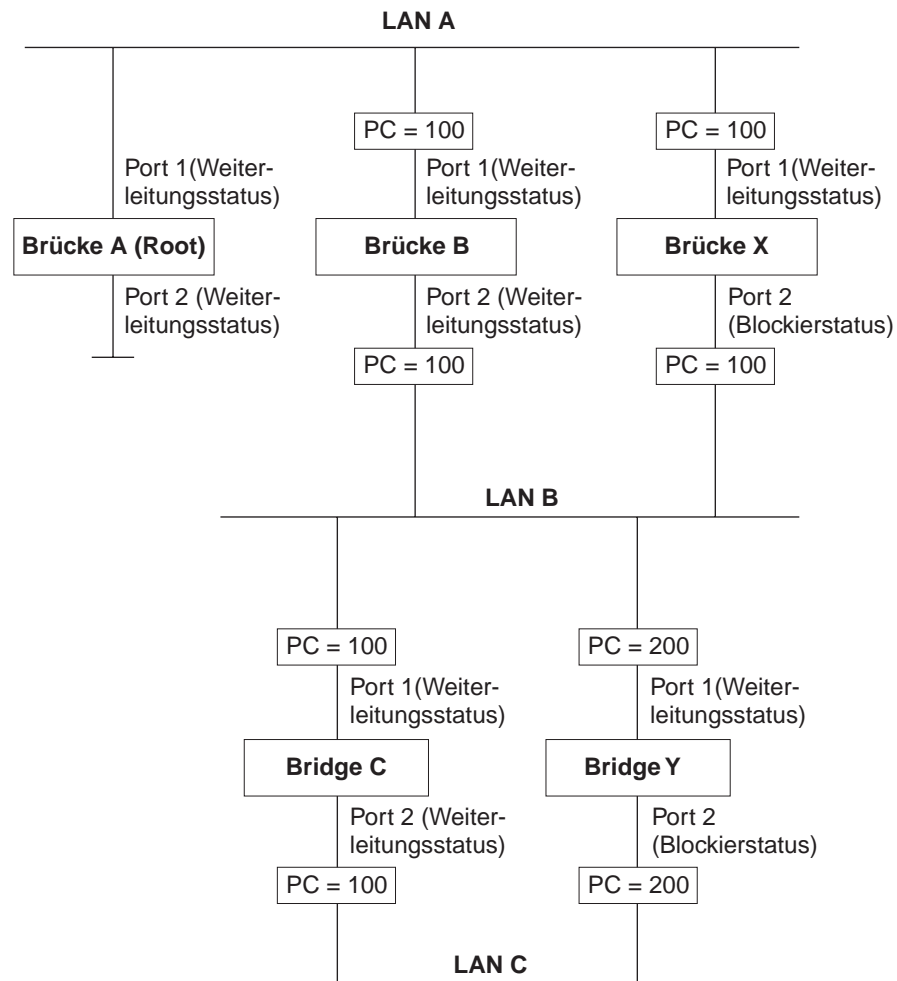 LAN A
PC = 100
PC = 100
Port 1(Weiter-
leitungsstatus)
Port 1(Weiter-
leitungsstatus)
Port 1(Weiter-
leitungsstatus)
Brücke A (Root)
Brücke B
Brücke X
Port 2 (Weiter-
leitungsstatus)
Port 2 (Weiter-
leitungsstatus)
Port 2
(Blockierstatus)
PC = 100
PC = 100
LAN B
PC = 100
PC = 200
Port 1(Weiter-
leitungsstatus)
Port 1(Weiter-
leitungsstatus)
Bridge C
Bridge Y
Port 2 (Weiter-
leitungsstatus)
Port 2
(Blockierstatus)
PC = 100
PC = 200
LAN C